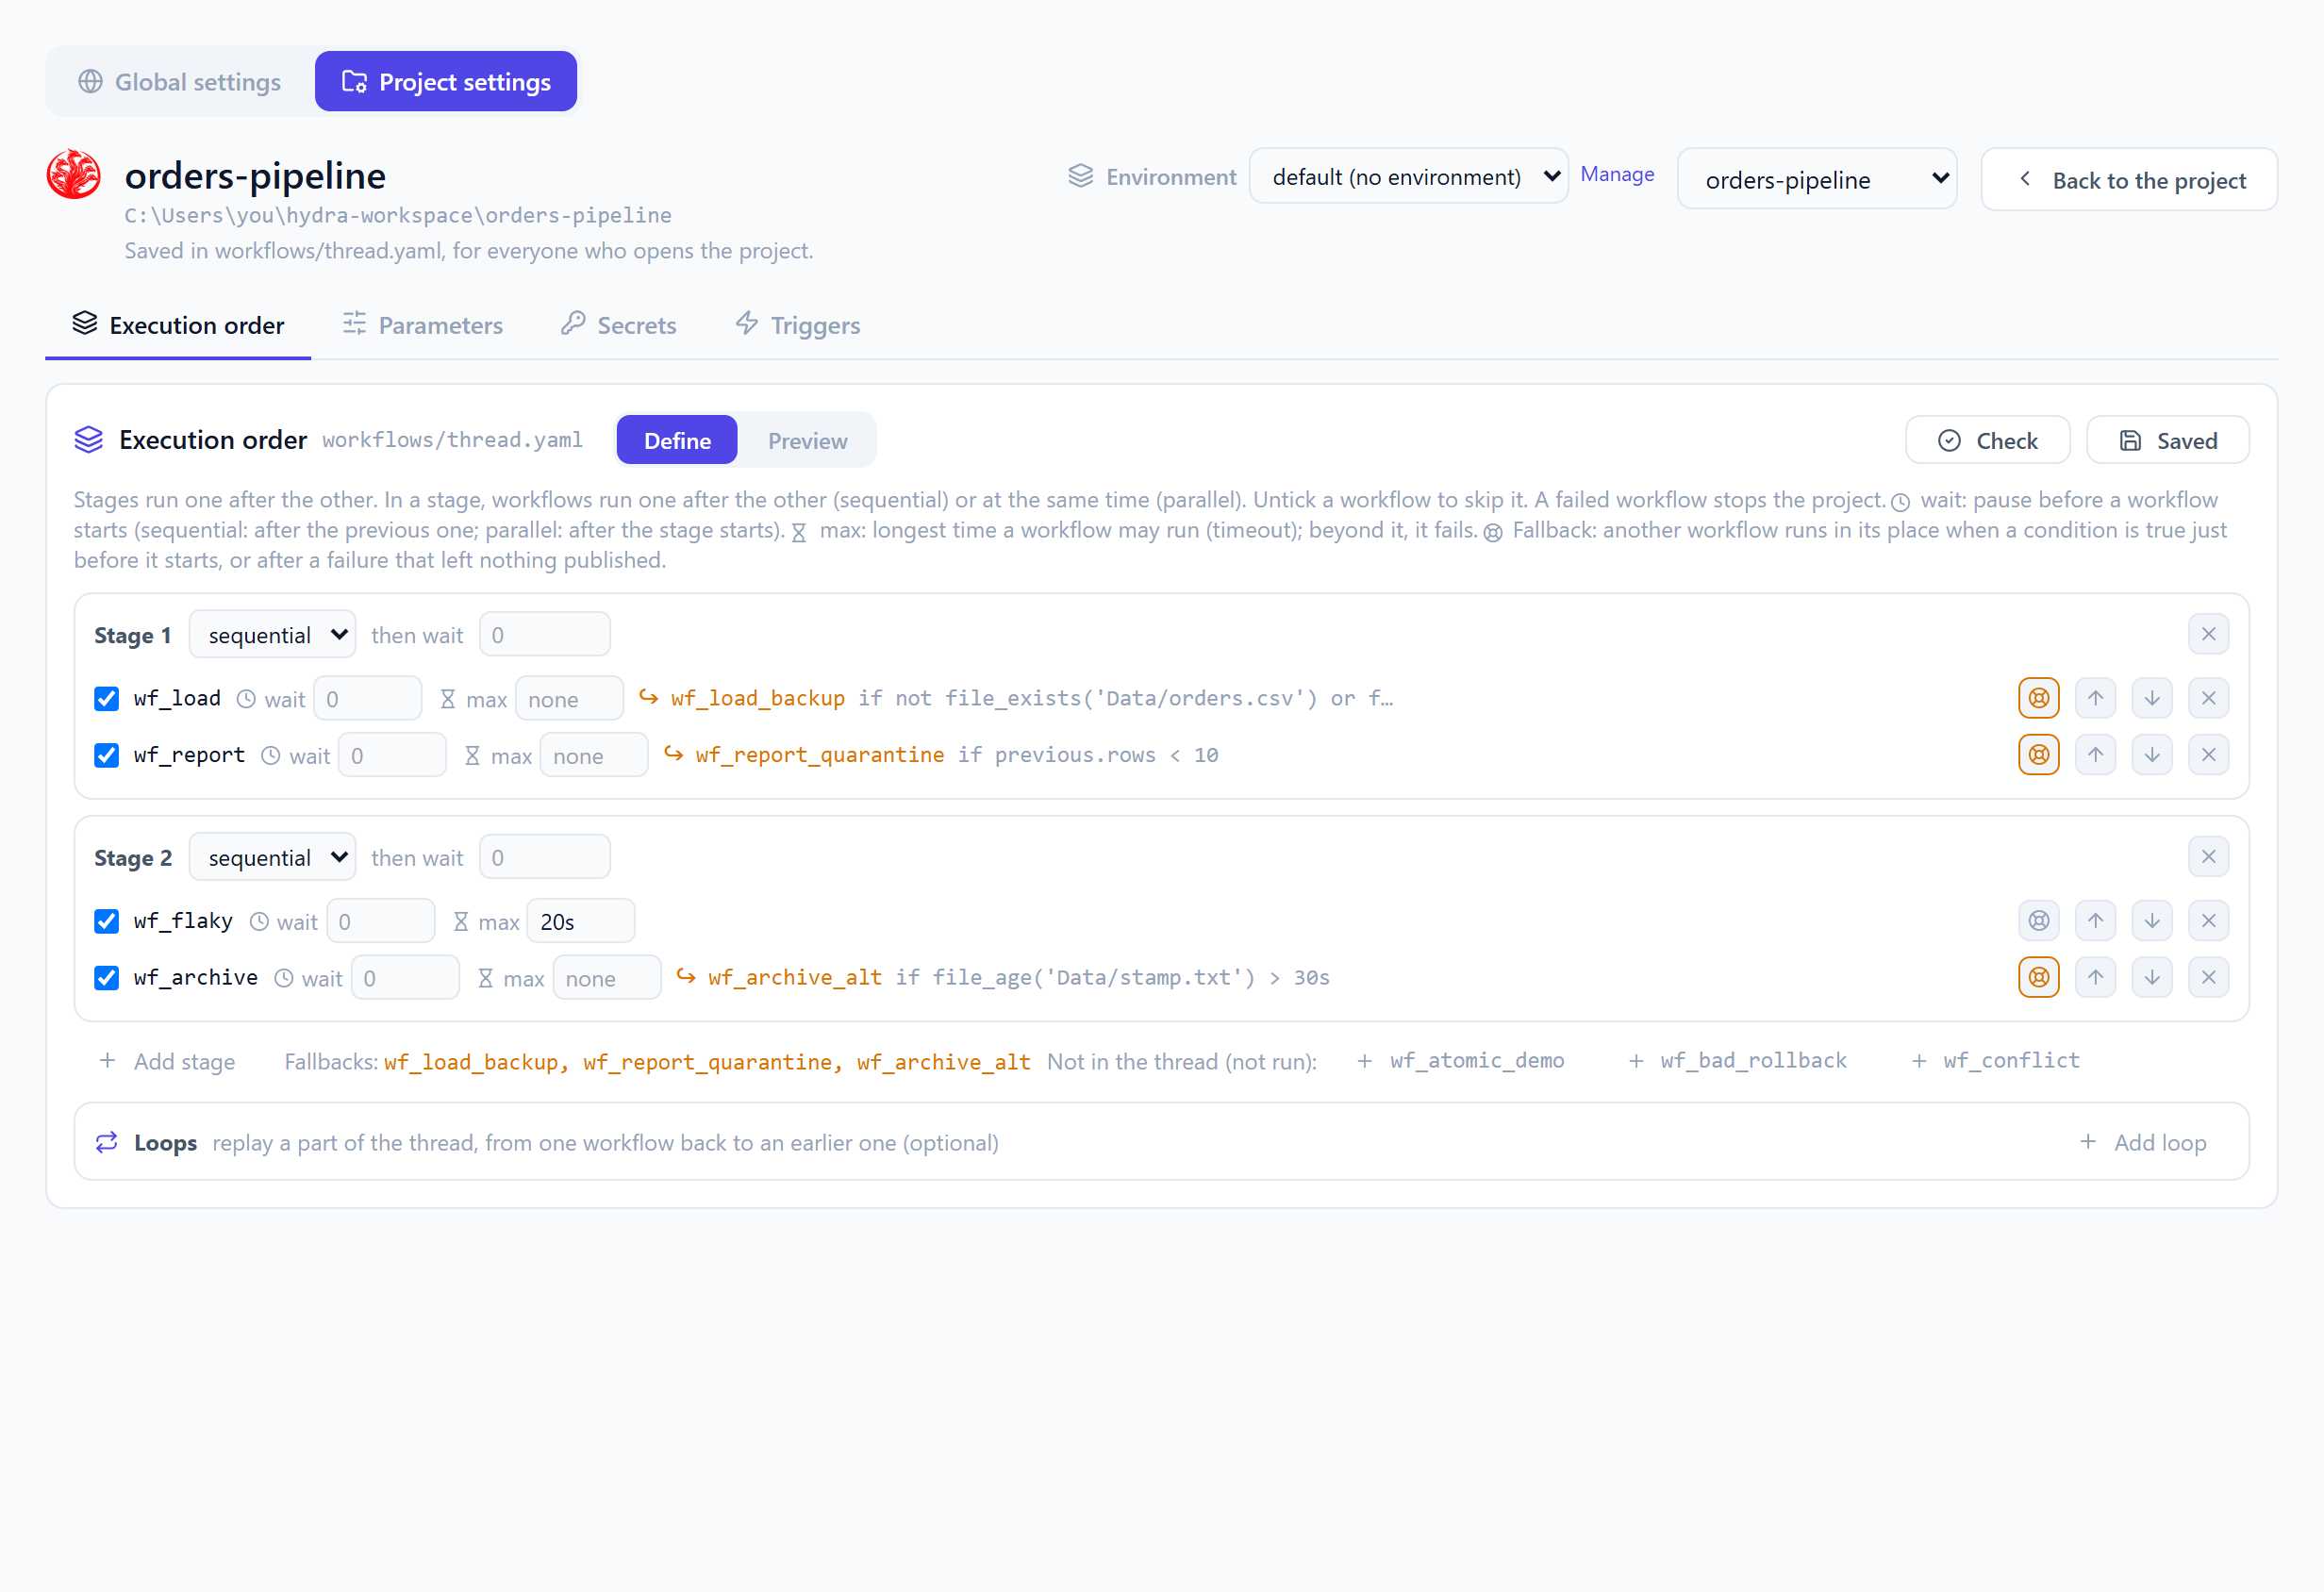 Global settings
Project settings
orders-pipeline
C:\Users\you\hydra-workspace\orders-pipeline
Saved in workflows/thread.yaml, for everyone who opens the project.
Environment
default (no environment)
Manage
orders-pipeline
Back to the project
Execution order
Parameters
Secrets
Triggers
Execution order workflows/thread.yaml
Define
Preview
Check
Saved
Stages run one after the other. In a stage, workflows run one after the other (sequential) or at the same time (parallel). Untick a workflow to skip it. A failed workflow stops the project. wait: pause before a workflow
starts (sequential: after the previous one; parallel: after the stage starts). max: longest time a workflow may run (timeout); beyond it, it fails. Fallback: another workflow runs in its place when a condition is true just
before it starts, or after a failure that left nothing published.
Stage 1 sequential then wait 0
wf_load wait 0 max none wf_load_backup if not file_exists('Data/orders.csv') or f…
wf_report wait 0 max none wf_report_quarantine if previous.rows < 10
Stage 2 sequential then wait 0
wf_flaky wait 0 max 20s
wf_archive wait 0 max none wf_archive_alt if file_age('Data/stamp.txt') > 30s
+ Add stage Fallbacks: wf_load_backup, wf_report_quarantine, wf_archive_alt Not in the thread (not run): + wf_atomic_demo + wf_bad_rollback + wf_conflict
Loops replay a part of the thread, from one workflow back to an earlier one (optional) + Add loop